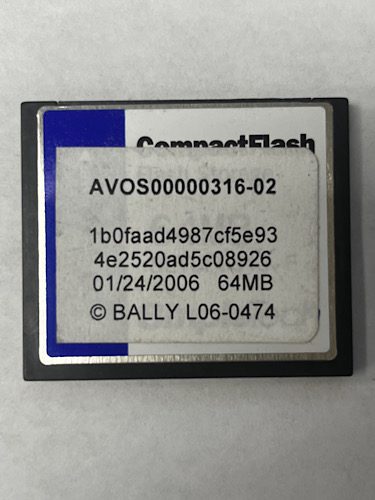 CompactFlash
AVOS00000316-02
1b0faad4987cf5e93
4e2520ad5c08926
01/24/2006 64MB
© BALLY L06-0474